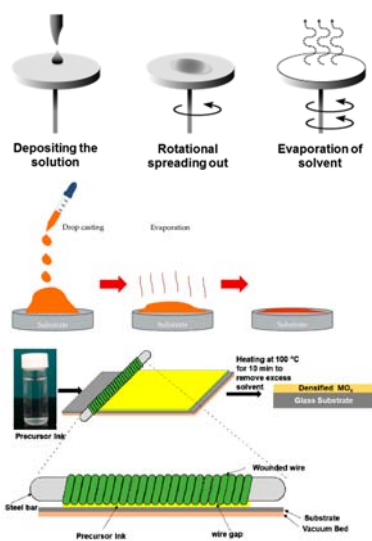 Depositing the
solution
Rotational
spreading out
Evaporation of
solvent
Drop casting
Evaporation
Substrate
Substrate
Substrate
Precursor Ink
Heating at 100 °C
for 10 min to
remove excess
solvent
Densified MOₓ
Glass Substrate
Wounded wire
Steel bar
Precursor Ink
wire gap
Substrate
Vacuum Bed